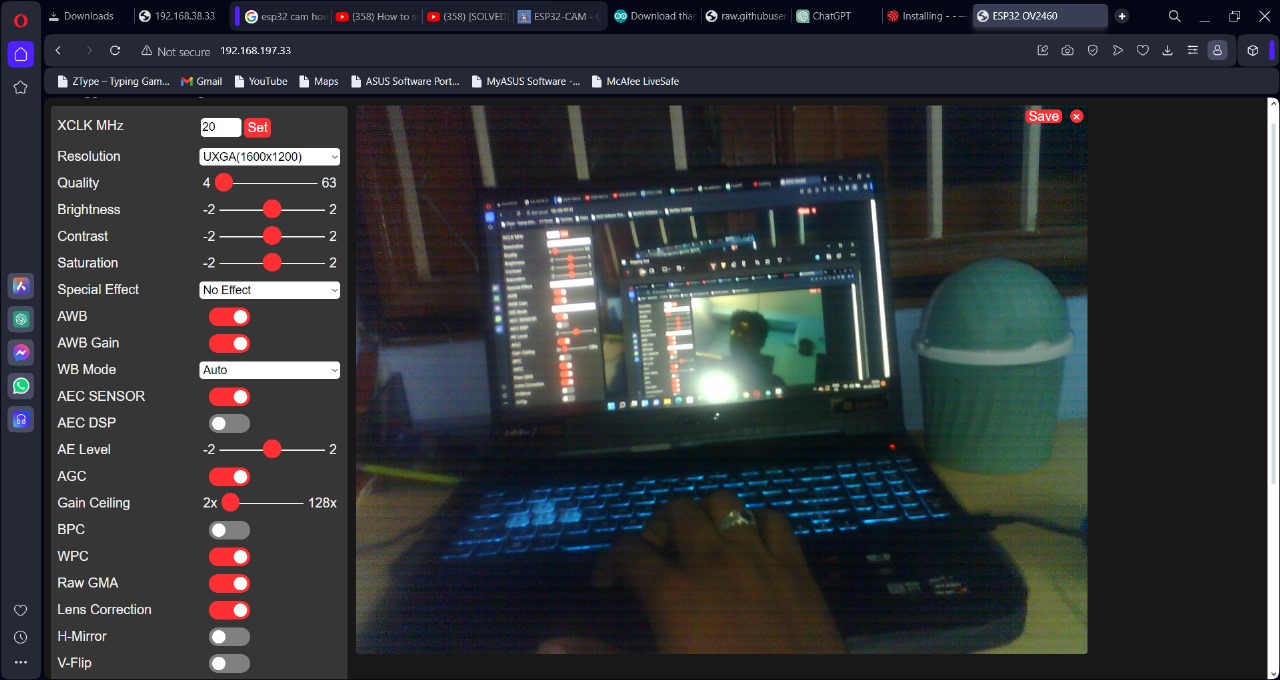 Downloads
192.168.38.33
esp32 cam how
(358) How to s
(358) [SOLVED]
ESP32-CAM -
Download than
raw.githubuser
ChatGPT
Installing - - —
ESP32 OV2460
Not secure 192.168.197.33
ZType – Typing Gam...
Gmail
YouTube
Maps
ASUS Software Port...
MyASUS Software -...
McAfee LiveSafe
XCLK MHz 20 Set
Resolution UXGA(1600x1200)
Quality 4 63
Brightness -2 2
Contrast -2 2
Saturation -2 2
Special Effect No Effect
AWB
AWB Gain
WB Mode Auto
AEC SENSOR
AEC DSP
AE Level -2 2
AGC
Gain Ceiling 2x 128x
BPC
WPC
Raw GMA
Lens Correction
H-Mirror
V-Flip
Save